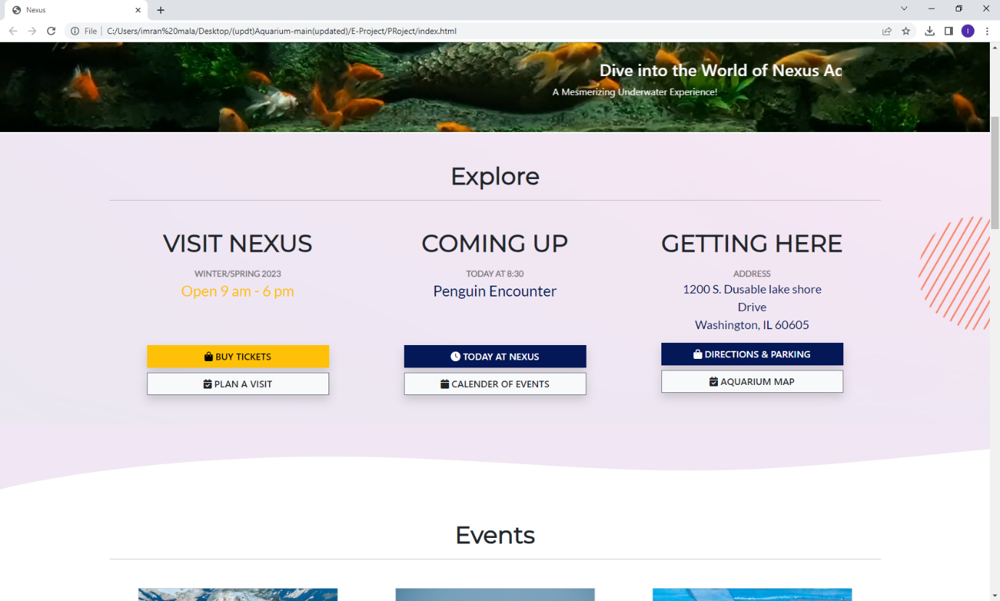 Nexus
File
C:/Users/imran%20mala/Desktop/(updt)Aquarium-main(updated)/E-Project/PRoject/index.html
I
Dive into the World of Nexus Ac
A Mesmerizing Underwater Experience!
Explore
VISIT NEXUS
WINTER/SPRING 2023
Open 9 am - 6 pm
BUY TICKETS
PLAN A VISIT
COMING UP
TODAY AT 8:30
Penguin Encounter
TODAY AT NEXUS
CALENDER OF EVENTS
GETTING HERE
ADDRESS
1200 S. Dusable lake shore
Drive
Washington, IL 60605
DIRECTIONS & PARKING
AQUARIUM MAP
Events